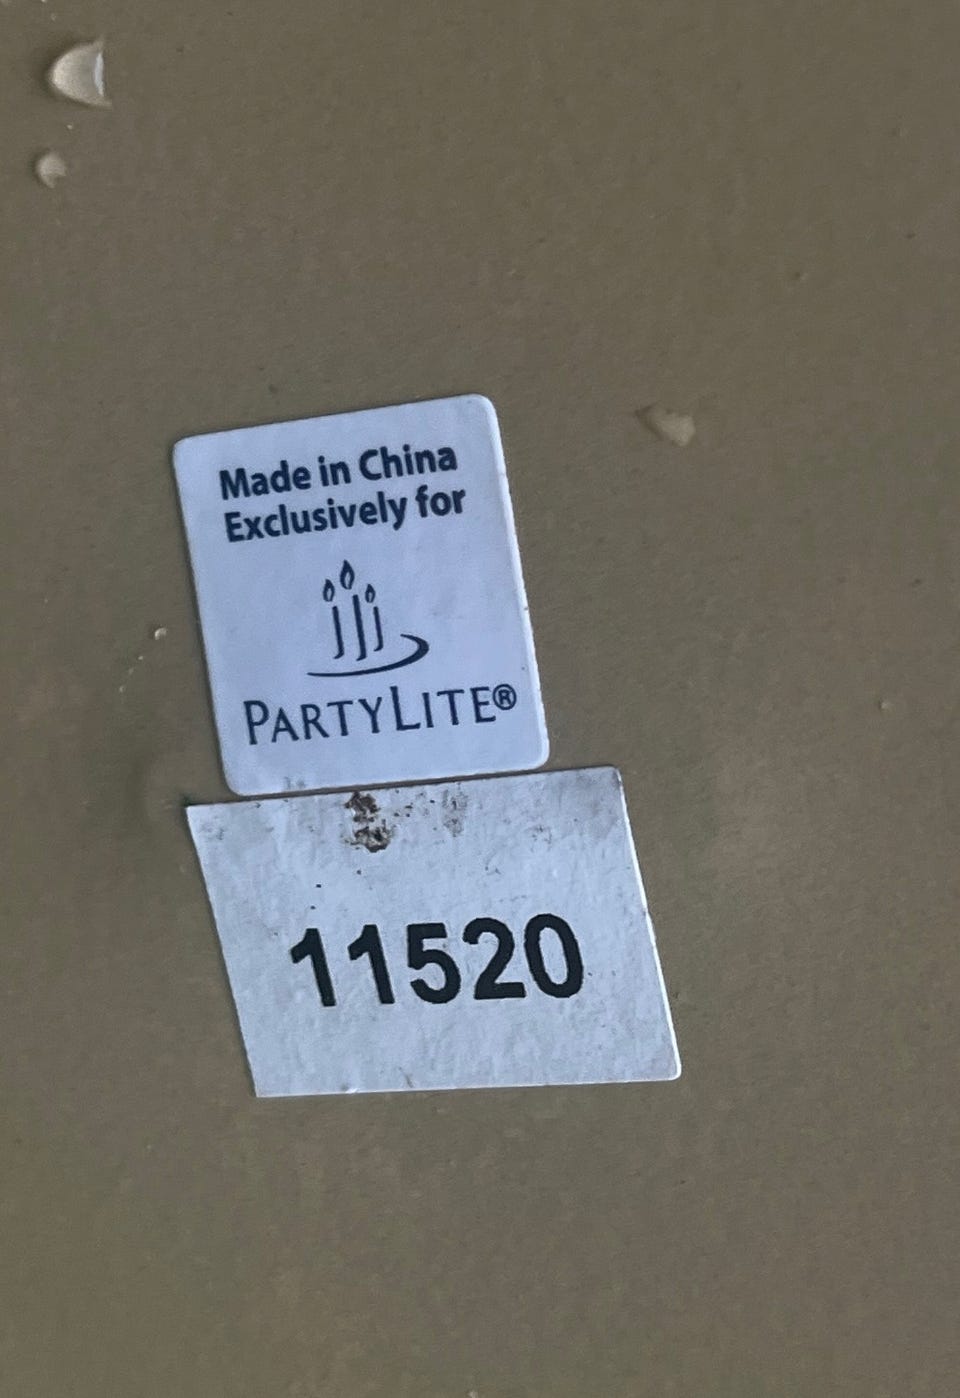 Made in China
Exclusively for
PARTYLITE®
11520